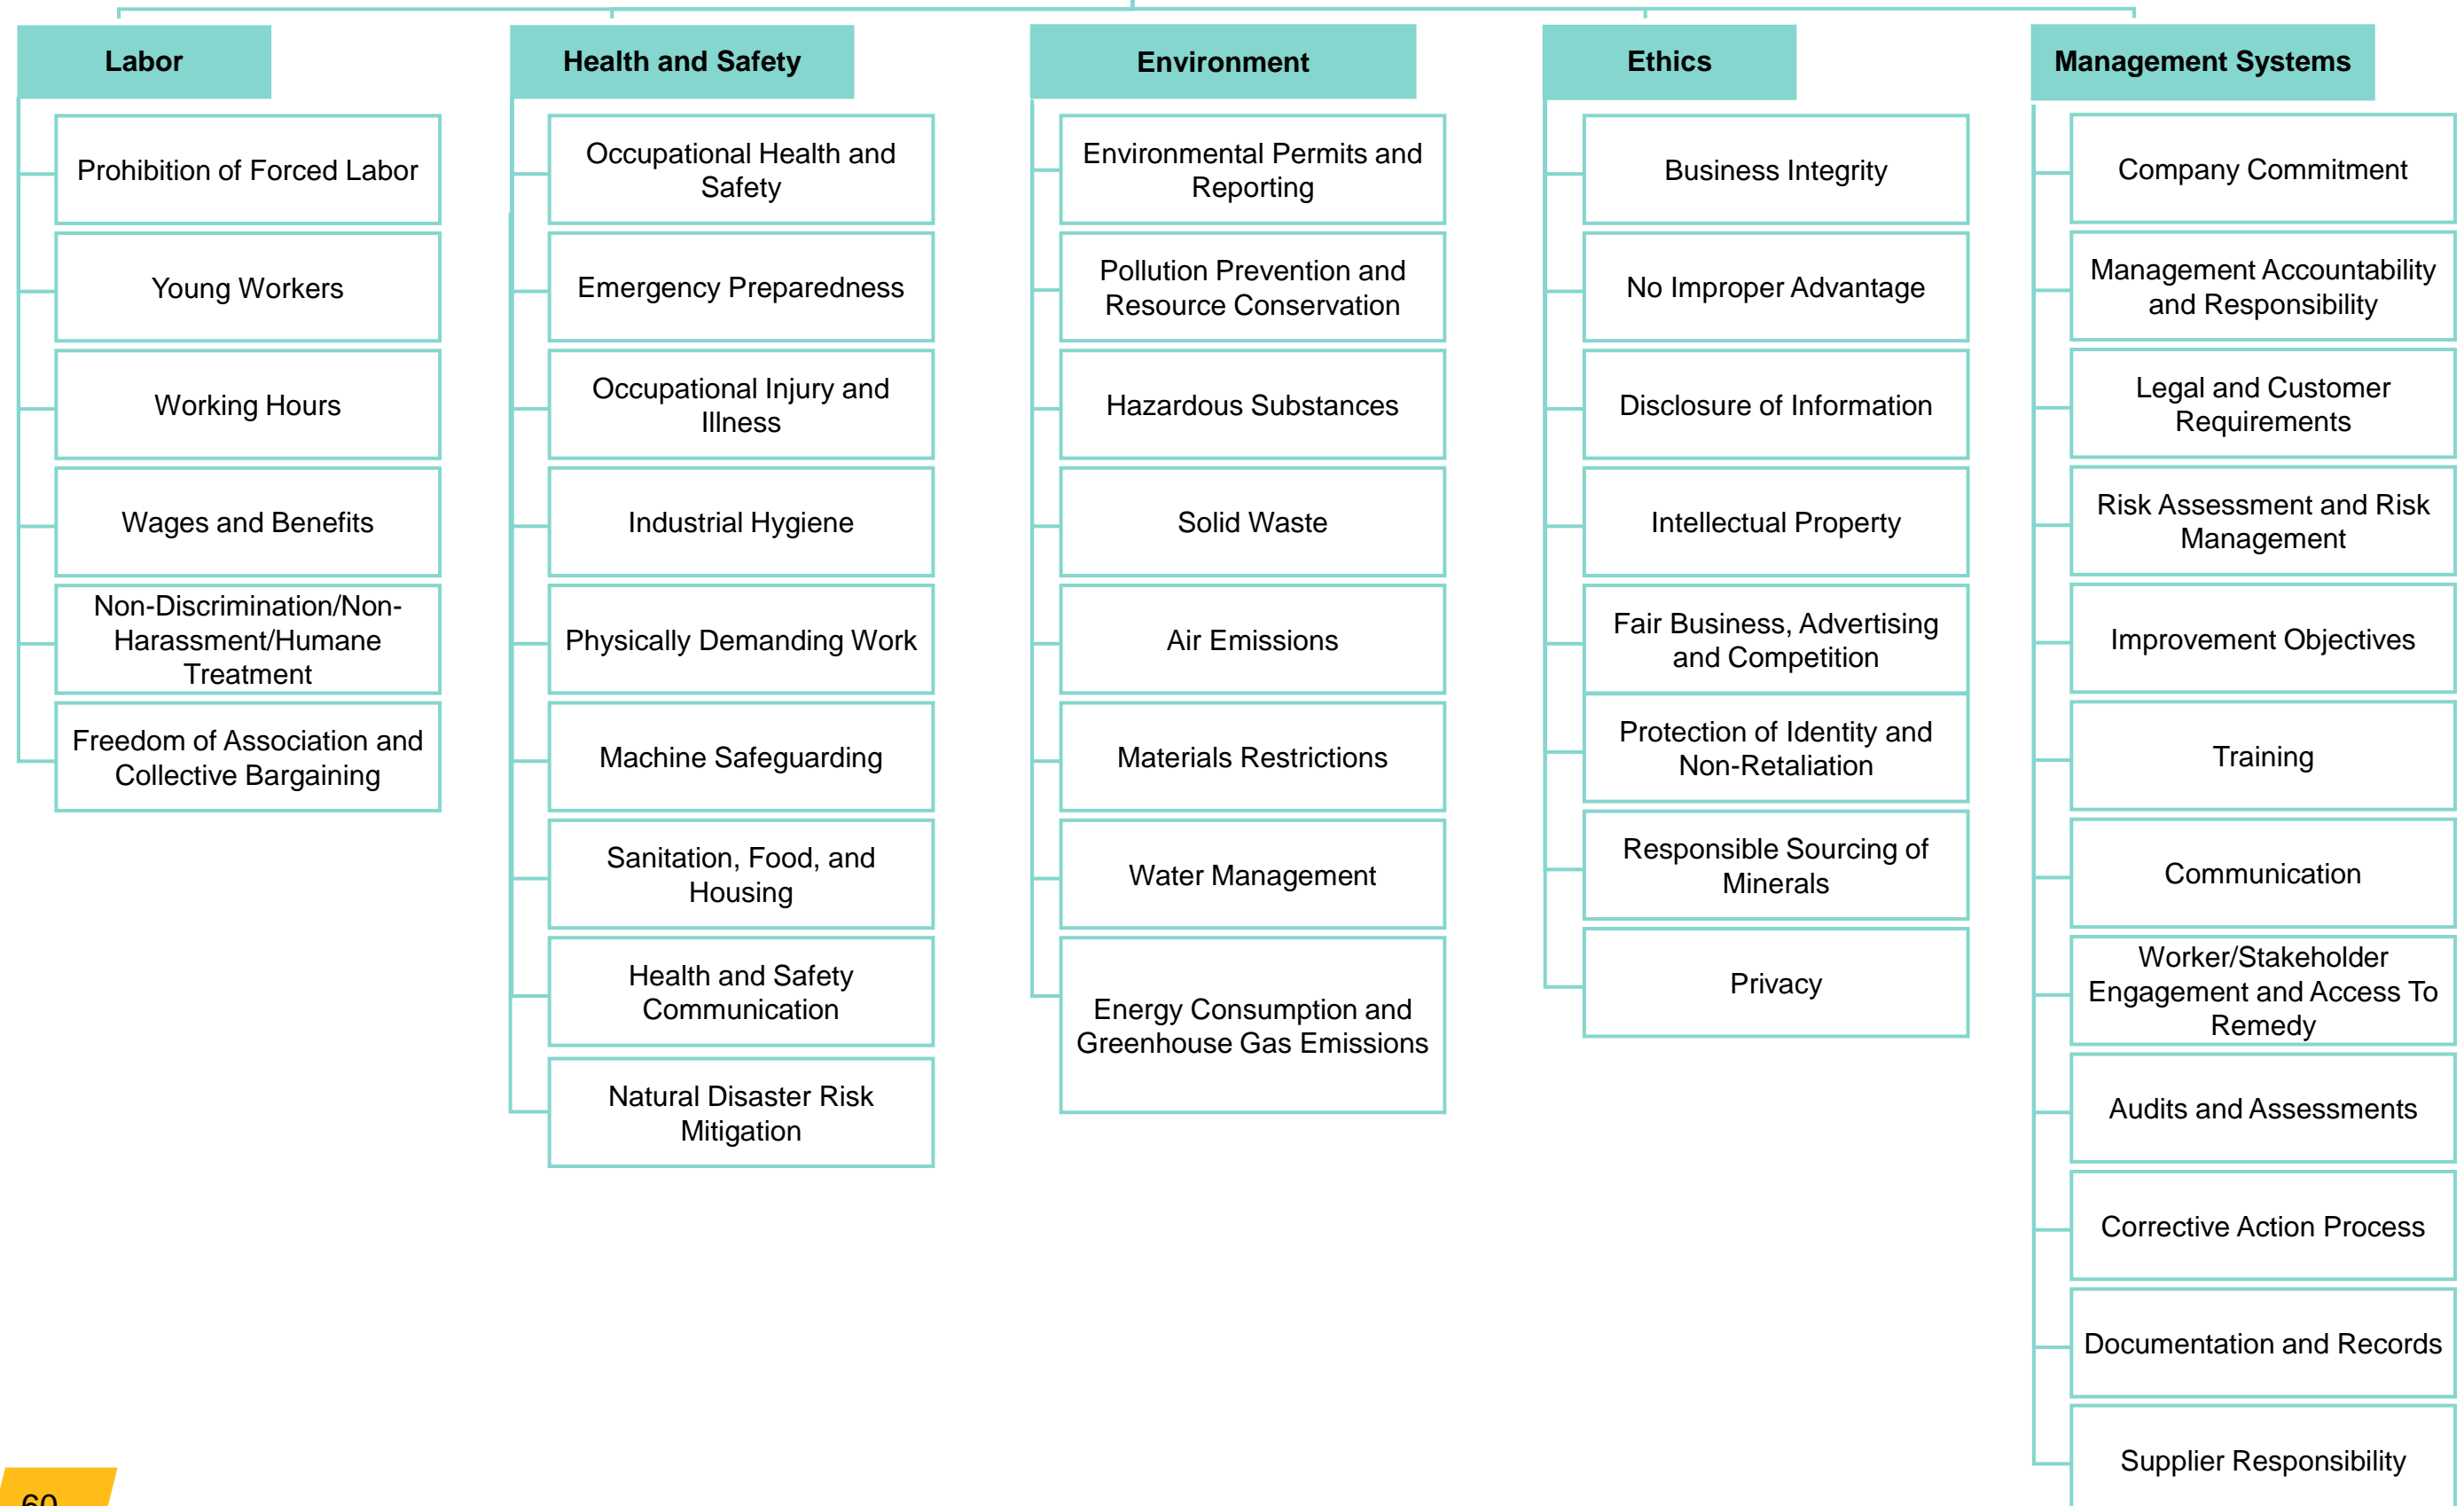 Labor
Prohibition of Forced Labor
Young Workers
Working Hours
Wages and Benefits
Non-Discrimination/Non-
Harassment/Humane
Treatment
Freedom of Association and
Collective Bargaining
Health and Safety
Occupational Health and
Safety
Emergency Preparedness
Occupational Injury and
Illness
Industrial Hygiene
Physically Demanding Work
Machine Safeguarding
Sanitation, Food, and
Housing
Health and Safety
Communication
Natural Disaster Risk
Mitigation
Environment
Environmental Permits and
Reporting
Pollution Prevention and
Resource Conservation
Hazardous Substances
Solid Waste
Air Emissions
Materials Restrictions
Water Management
Energy Consumption and
Greenhouse Gas Emissions
Ethics
Business Integrity
No Improper Advantage
Disclosure of Information
Intellectual Property
Fair Business, Advertising
and Competition
Protection of Identity and
Non-Retaliation
Responsible Sourcing of
Minerals
Privacy
Management Systems
Company Commitment
Management Accountability
and Responsibility
Legal and Customer
Requirements
Risk Assessment and Risk
Management
Improvement Objectives
Training
Communication
Worker/Stakeholder
Engagement and Access To
Remedy
Audits and Assessments
Corrective Action Process
Documentation and Records
Supplier Responsibility
60